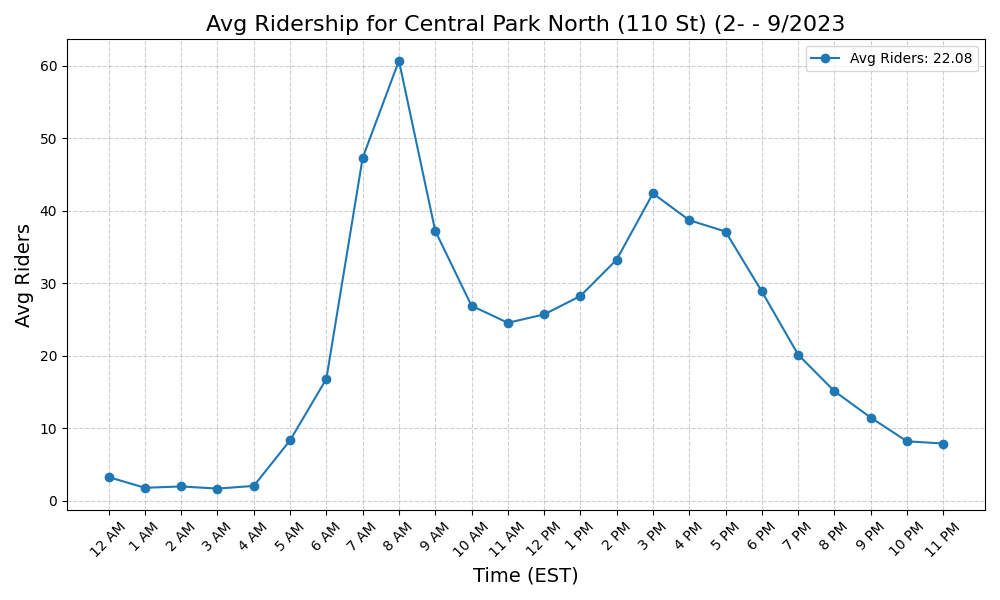 Avg Ridership for Central Park North (110 St) (2- - 9/2023
Avg Riders: 22.08
Avg Riders
60
50
40
30
20
10
0
12 AM
1 AM
2 AM
3 AM
4 AM
5 AM
6 AM
7 AM
8 AM
9 AM
10 AM
11 AM
12 PM
1 PM
2 PM
3 PM
4 PM
5 PM
6 PM
7 PM
8 PM
9 PM
10 PM
11 PM
Time (EST)